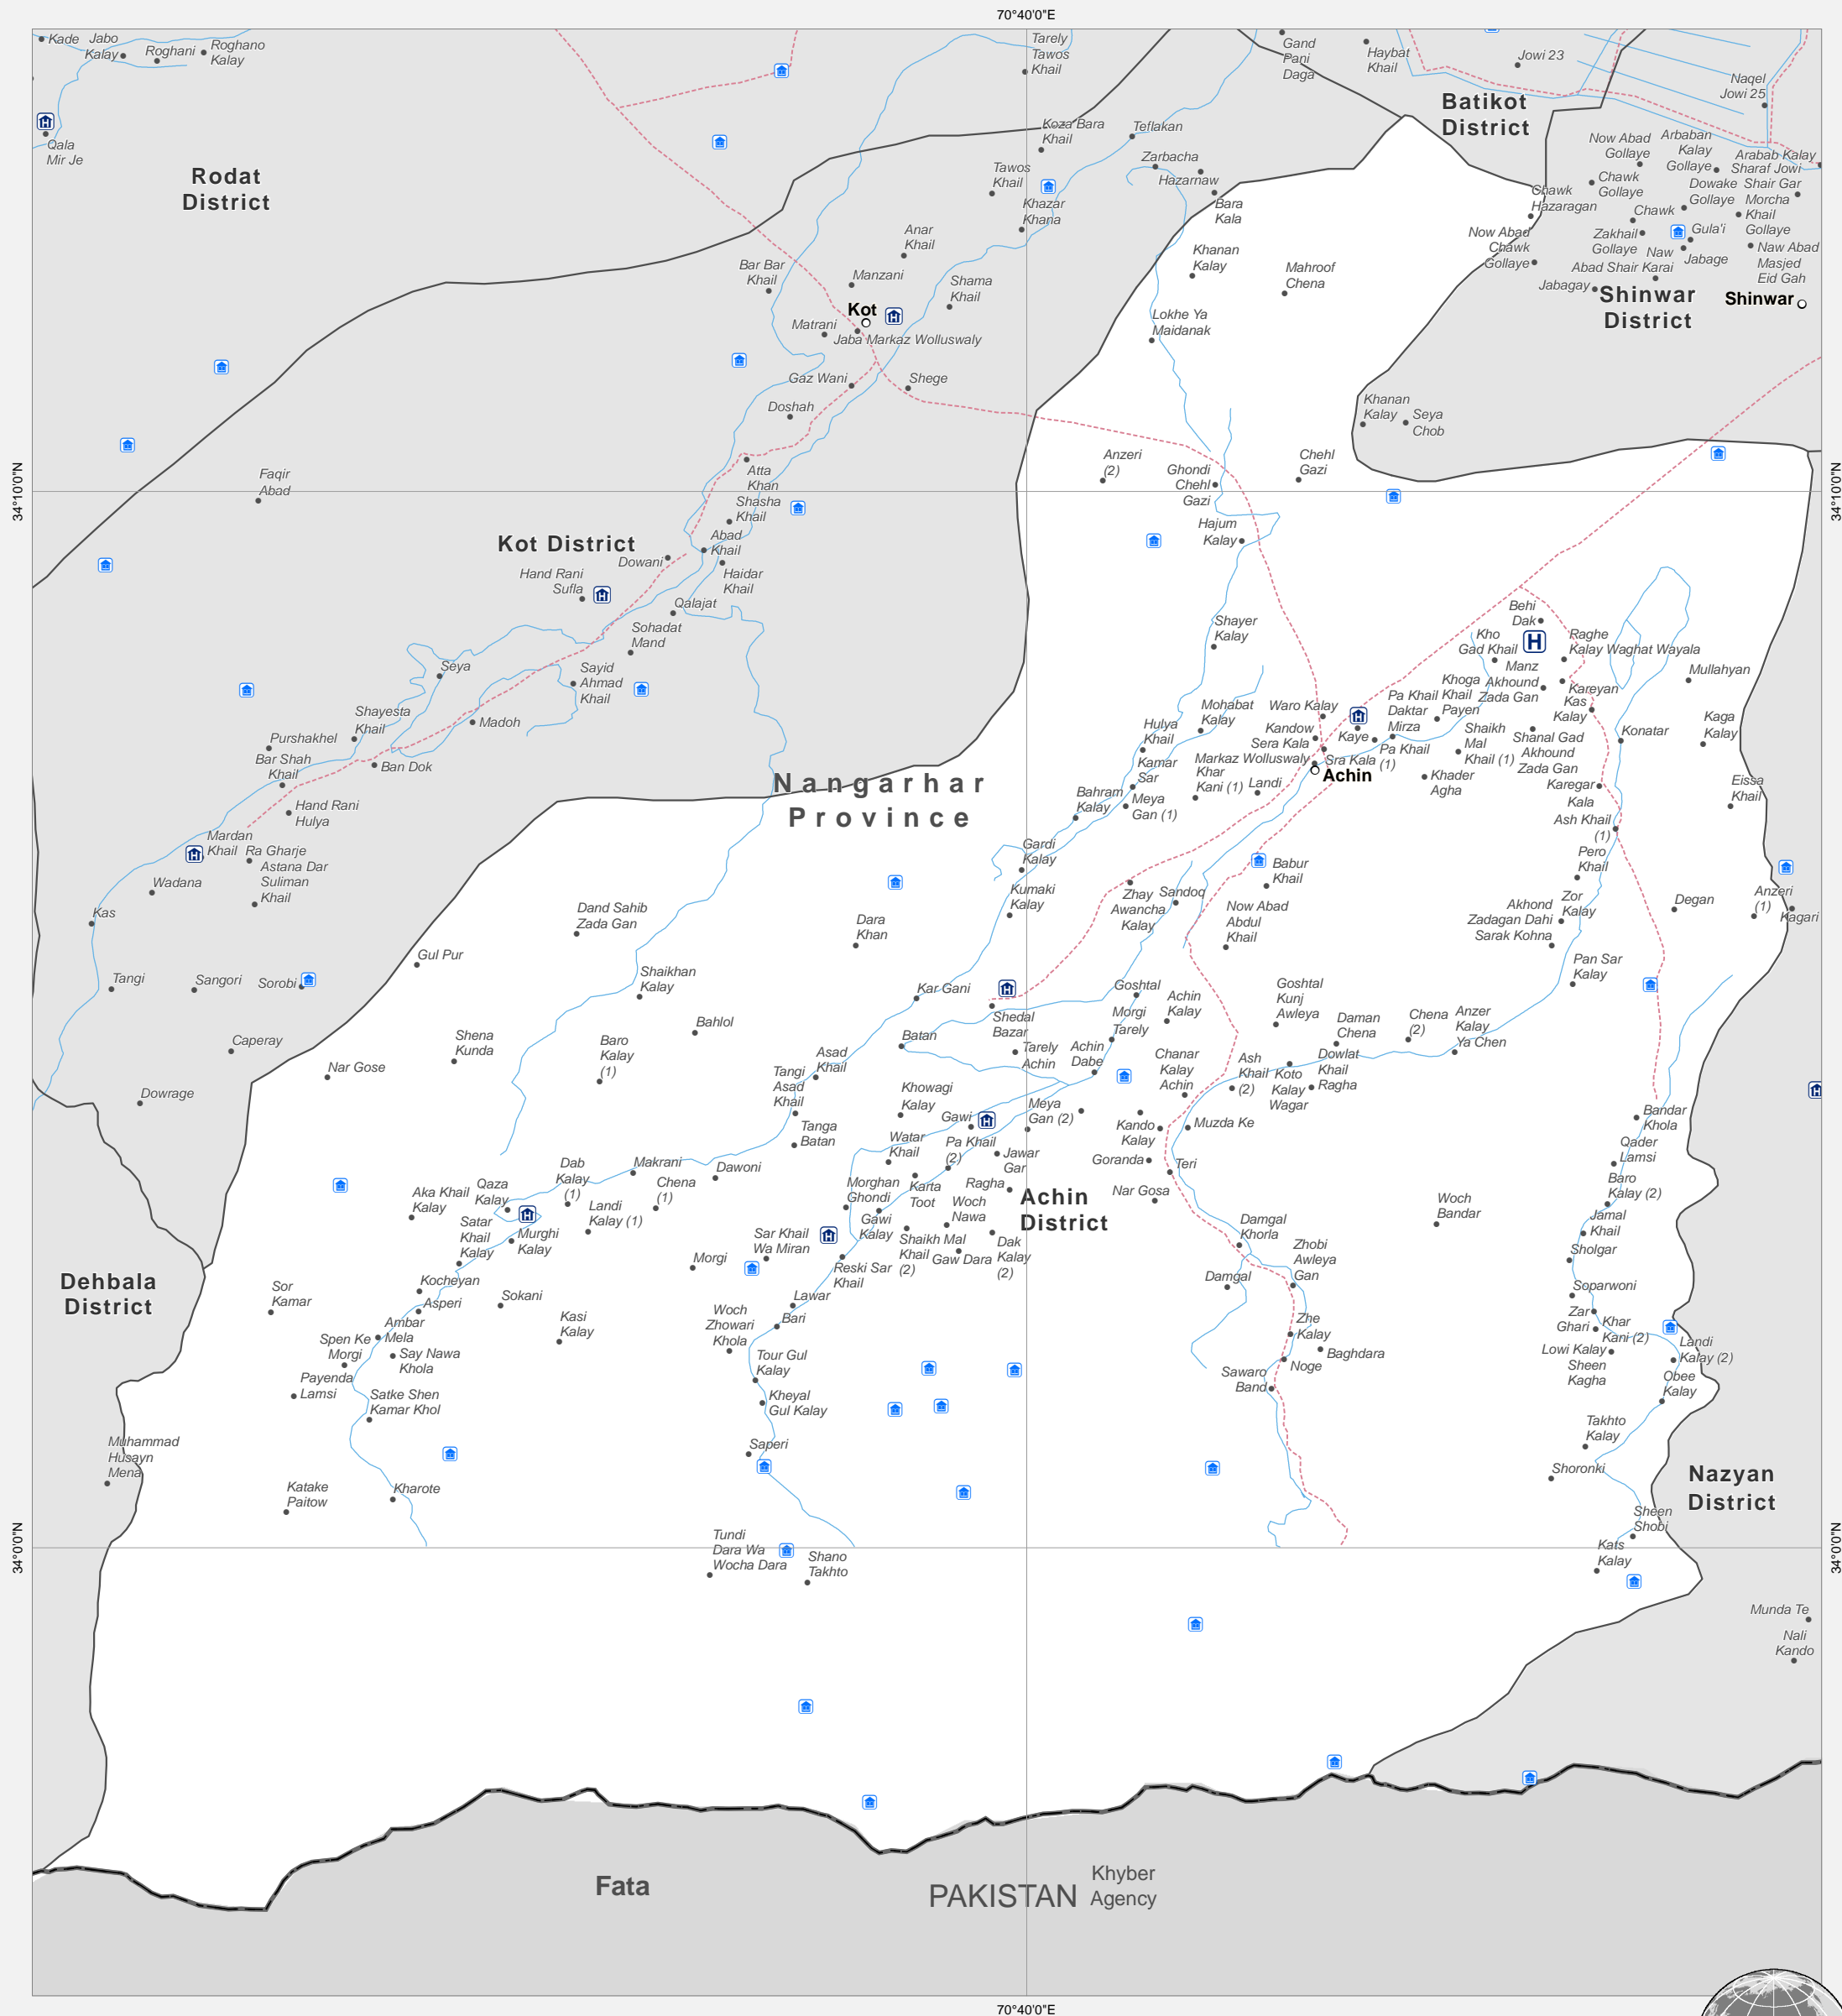 70°40'0"E
Kade
Jabo
Kalay
Roghani
Roghano
Kalay
Tarely
Tawos
Khail
Gand
Pani
Daga
Haybat
Khail
Jowi 23
Naqel
Jowi 25
Batikot
District
Qala
Mir Je
Rodat
District
Koza Bara
Khail
Teflakan
Zarbacha
Hazarnaw
Tawos
Khail
Khazar
Khana
Bara
Kala
Now Abad
Gollaye
Arbaban
Kalay
Gollaye
Arabab Kalay
Sharaf Jowi
Chawk
Gollaye
Dowake
Gollaye
Shair Gar
Morcha
Khail
Gollaye
Chawk
Hazaragan
Chawk
Zakhail
Gollaye
Gula'i
Now Abad
Chawk
Gollaye
Naw
Abad Shair Karai
Jabage
Naw Abad
Masjed
Eid Gah
Jabagay
Shinwar
District
Shinwar
Anar
Khail
Bar Bar
Khail
Manzani
Shama
Khail
Khanan
Kalay
Mahroof
Chena
Kot
Matrani
Jaba Markaz Wolluswaly
Lokhe Ya
Maidanak
Gaz Wani
Shege
Doshah
Khanan
Kalay
Seya
Chob
Faqir
Abad
Atta
Khan
Shasha
Khail
Anzeri
(2)
Ghondi
Chehl
Gazi
Chehl
Gazi
34°10'0"N
34°10'0"N
Hajum
Kalay
Kot District
Abad
Khail
Dowani
Haidar
Khail
Hand Rani
Sufla
Qalajat
Sohadat
Mand
Shayer
Kalay
Behi
Dak
Kho
Gad Khail
Raghe
Kalay Waghat Wayala
Mullahyan
Seya
Sayid
Ahmad
Khail
Manz
Akhound
Zada Gan
Kareyan
Khoga
Khail
Payen
Pa Khail
Daktar
Mirza
Kas
Kalay
Shayesta
Khail
Madoh
Mohabat
Kalay
Waro Kalay
Hulya
Khail
Kandow
Sera Kala
Kaye
Pa Khail
(1)
Shaikh
Mal
Khail (1)
Shanal Gad
Akhound
Zada Gan
Konatar
Kaga
Kalay
Purshakhel
Bar Shah
Khail
Ban Dok
Kamar
Sar
Markaz Wolluswaly
Sra Kala
Achin
Khader
Agha
Khar
Kani (1)
Landi
Karegar
Eissa
Khail
Hand Rani
Hulya
Nangarhar
Province
Bahram
Kalay
Meya
Gan (1)
Kala
Ash Khail
(1)
Mardan
Khail
Ra Gharje
Astana Dar
Suliman
Khail
Gardi
Kalay
Babur
Khail
Pero
Khail
Wadana
Kas
Dand Sahib
Zada Gan
Dara
Khan
Kumaki
Kalay
Zhay
Awancha
Kalay
Sandoq
Now Abad
Abdul
Khail
Akhond
Zadagan Dahi
Sarak Kohna
Zor
Kalay
Degan
Anzeri
(1)
Kagari
Gul Pur
Tangi
Sangori
Sorobi
Shaikhan
Kalay
Kar Gani
Goshtal
Goshtal
Kunj
Awleya
Pan Sar
Kalay
Shedal
Bazar
Morgi
Tarely
Achin
Kalay
Bahlol
Batan
Daman
Chena
Chena
(2)
Anzer
Kalay
Ya Chen
Caperay
Shena
Kunda
Baro
Kalay
(1)
Asad
Khail
Tarely
Achin
Achin
Dabe
Chanar
Kalay
Achin
Ash
Khail
(2)
Dowlat
Khail
Ragha
Nar Gose
Tangi
Asad
Khail
Khowagi
Kalay
Koto
Kalay
Wagar
Dowrage
Meya
Gan (2)
Gawi
Kando
Kalay
Muzda Ke
Bandar
Khola
Tanga
Batan
Watar
Khail
Pa Khail
(2)
Jawar
Gar
Goranda
Teri
Qader
Lamsi
Makrani
Dawoni
Dab
Kalay
(1)
Chena
(1)
Qaza
Kalay
Aka Khail
Kalay
Landi
Kalay (1)
Morghan
Ghondi
Karta
Toot
Ragha
Woch
Nawa
Achin
District
Nar Gosa
Woch
Bandar
Baro
Kalay (2)
Jamal
Khail
Satar
Khail
Kalay
Murghi
Kalay
Sar Khail
Wa Miran
Gawi
Kalay
Shaikh Mal
Khail
(2)
Gaw Dara
Dak
Kalay
(2)
Damgal
Khorla
Zhobi
Awleya
Gan
Sholgar
Morgi
Reski Sar
Khail
Dehbala
District
Sor
Kamar
Kocheyan
Asperi
Sokani
Lawar
Bari
Damgal
Soparwoni
Ambar
Mela
Kasi
Kalay
Woch
Zhowari
Khola
Zhe
Kalay
Zar
Ghari
Khar
Kani (2)
Spen Ke
Morgi
Say Nawa
Khola
Baghdara
Noge
Lowi Kalay
Sheen
Kagha
Landi
Kalay (2)
Payenda
Lamsi
Satke Shen
Kamar Khol
Tour Gul
Kalay
Kheyal
Gul Kalay
Sawaro
Band
Obee
Kalay
Takhto
Kalay
Muhammad
Husayn
Mena
Saperi
Shoronki
Nazyan
District
Katake
Paitow
Kharote
Sheen
Shobi
34°0'0"N
34°0'0"N
Tundi
Dara Wa
Wocha Dara
Shano
Takhto
Kats
Kalay
Munda Te
Nali
Kando
Fata
PAKISTAN
Khyber
Agency
70°40'0"E